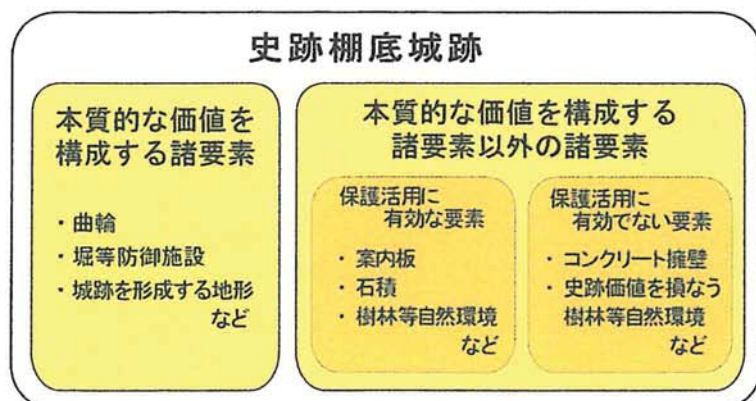 史跡棚底城跡
本質的な価値を
構成する諸要素
・曲輪
・堀等防御施設
・城跡を形成する地形
など
本質的な価値を構成する
諸要素以外の諸要素
保護活用に
有効な要素
・案内板
・石積
・樹林等自然環境
など
保護活用に
有効でない要素
・コンクリート擁壁
・史跡価値を損なう
樹林等自然環境
など